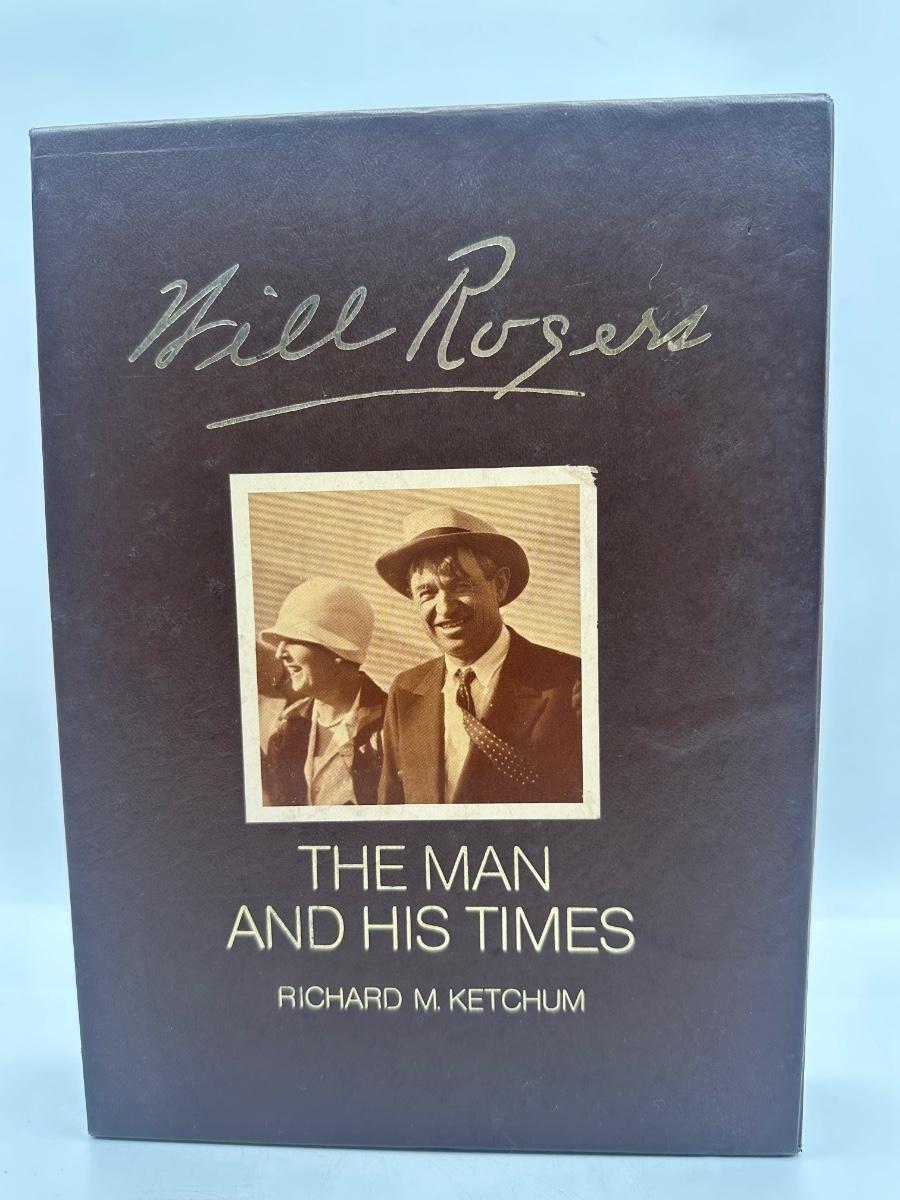 Will Rogers
THE MAN
AND HIS TIMES
RICHARD M. KETCHUM